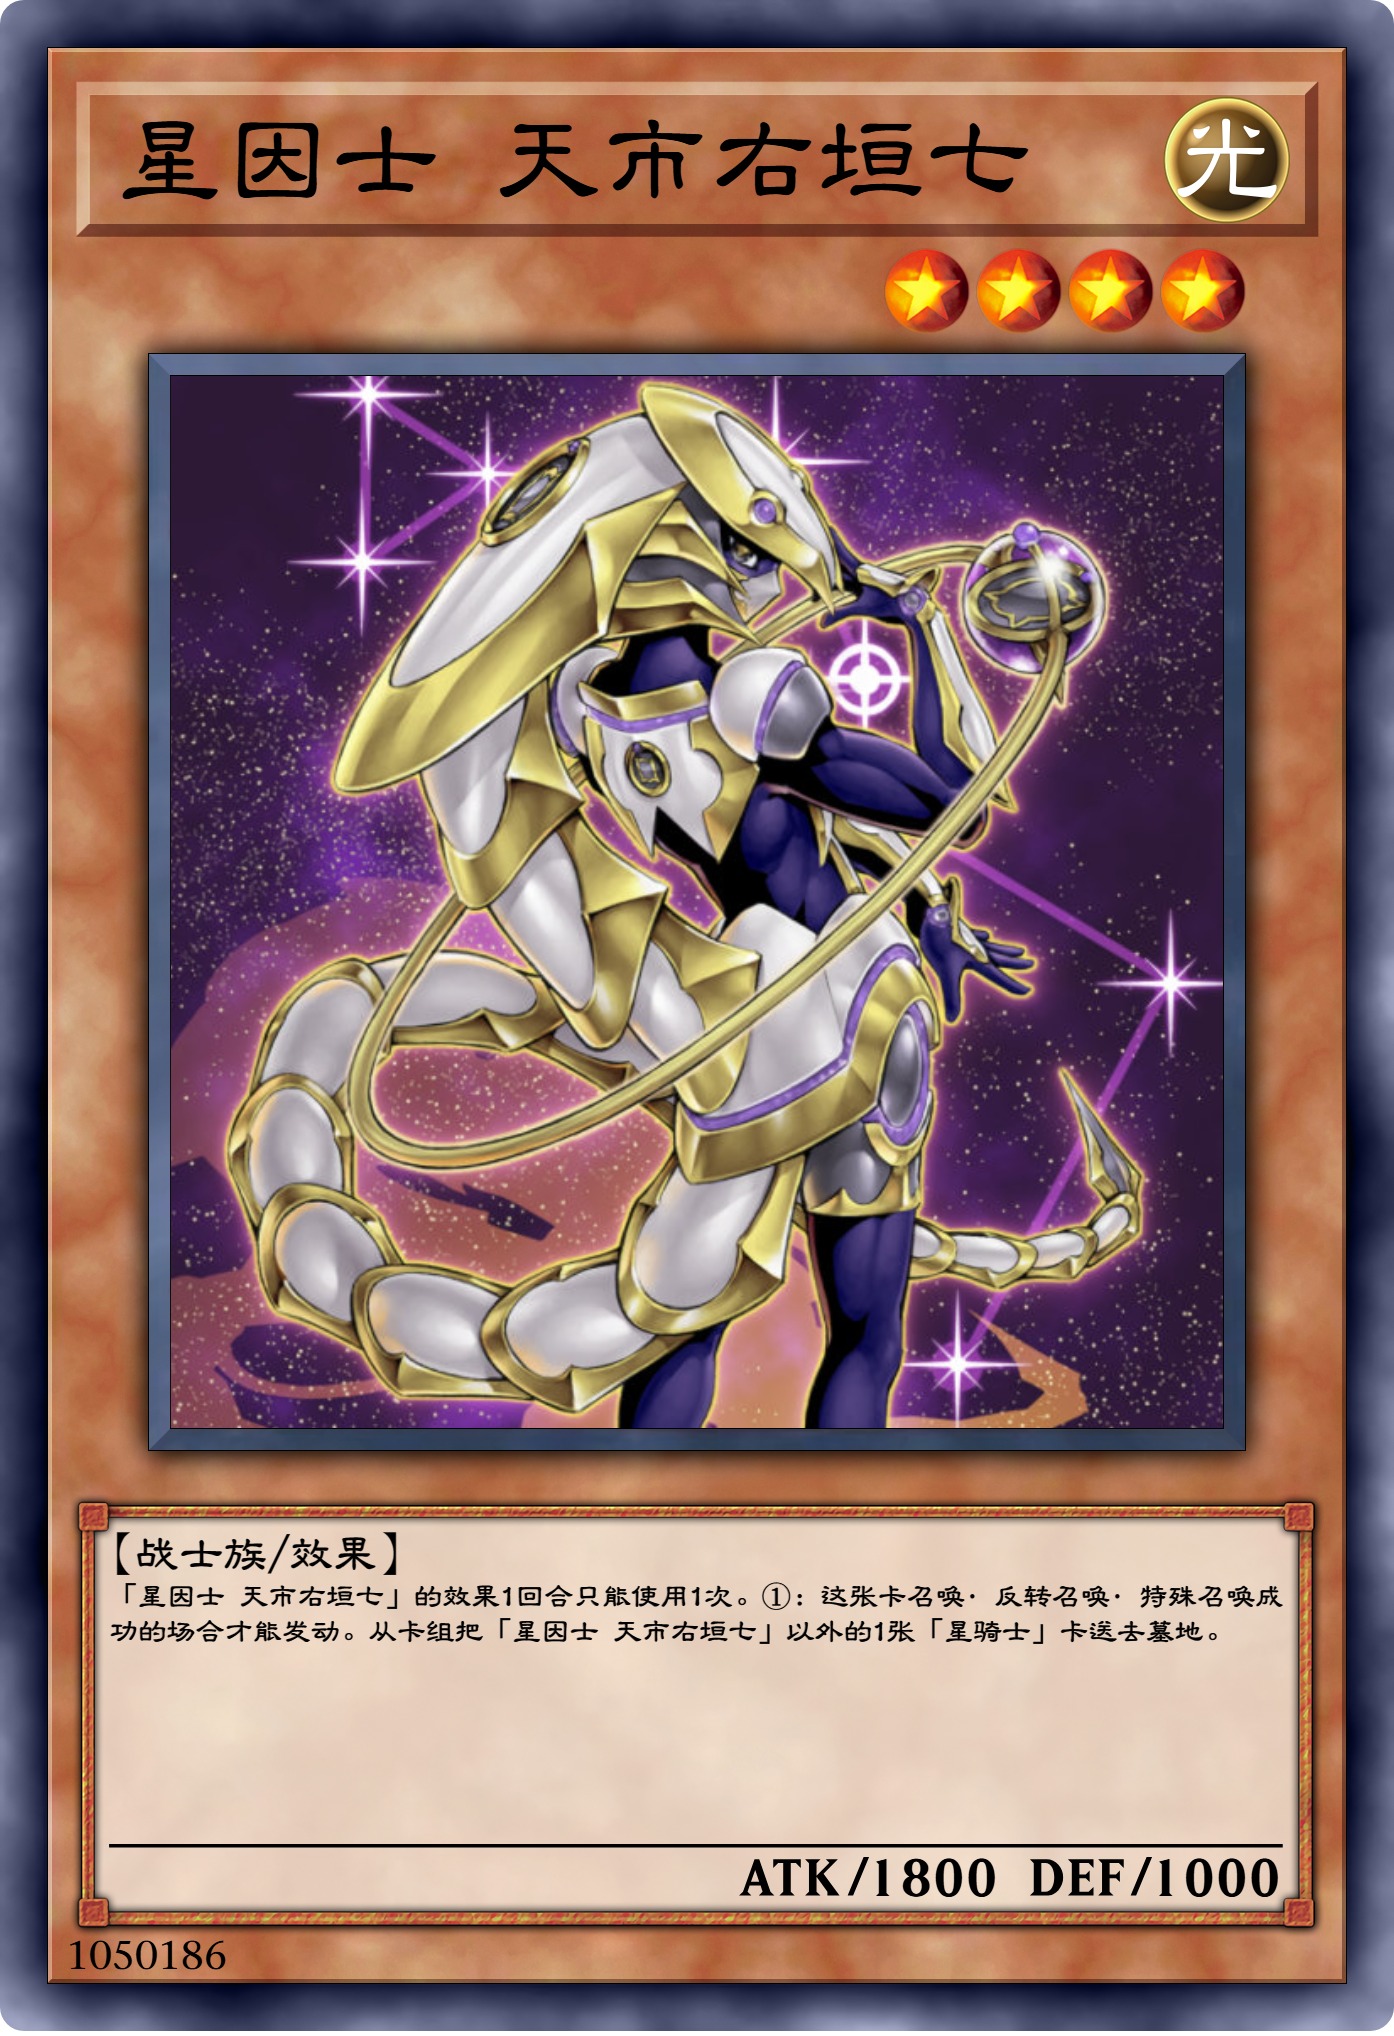 星因士 天市右垣七
光
【战士族/效果】
「星因士 天市右垣七」的效果1回合只能使用1次。①：这张卡召唤·反转召唤·特殊召唤成
功的场合才能发动。从卡组把「星因士 天市右垣七」以外的1张「星骑士」卡送去墓地。
ATK/1800 DEF/1000
1050186